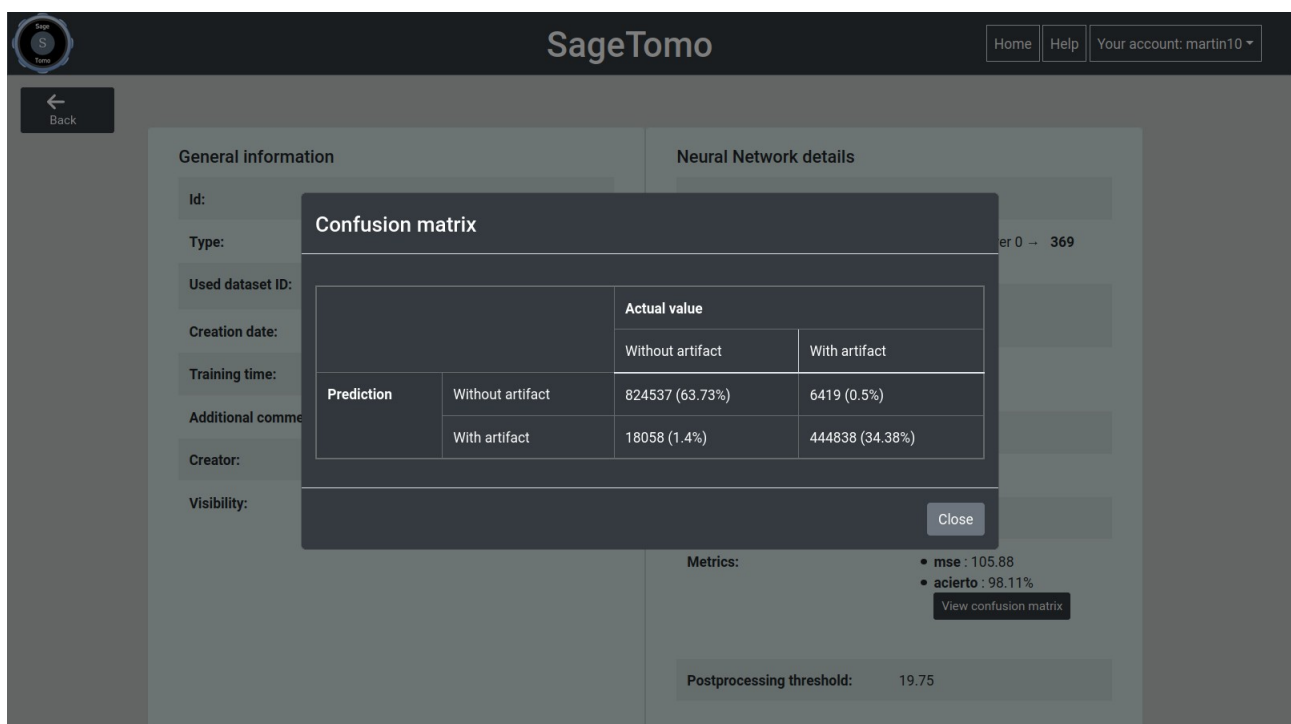 Sage
S
Tomo
SageTomo
Home Help Your account: martin10
Back
General information
Neural Network details
Id:
Type:
er 0 → 369
Used dataset ID:
Creation date:
Training time:
Additional comme
Creator:
Visibility:
Confusion matrix
Actual value
Without artifact With artifact
Prediction Without artifact 824537 (63.73%) 6419 (0.5%)
With artifact 18058 (1.4%) 444838 (34.38%)
Close
Metrics:
• mse : 105.88
• acierto : 98.11%
View confusion matrix
Postprocessing threshold: 19.75